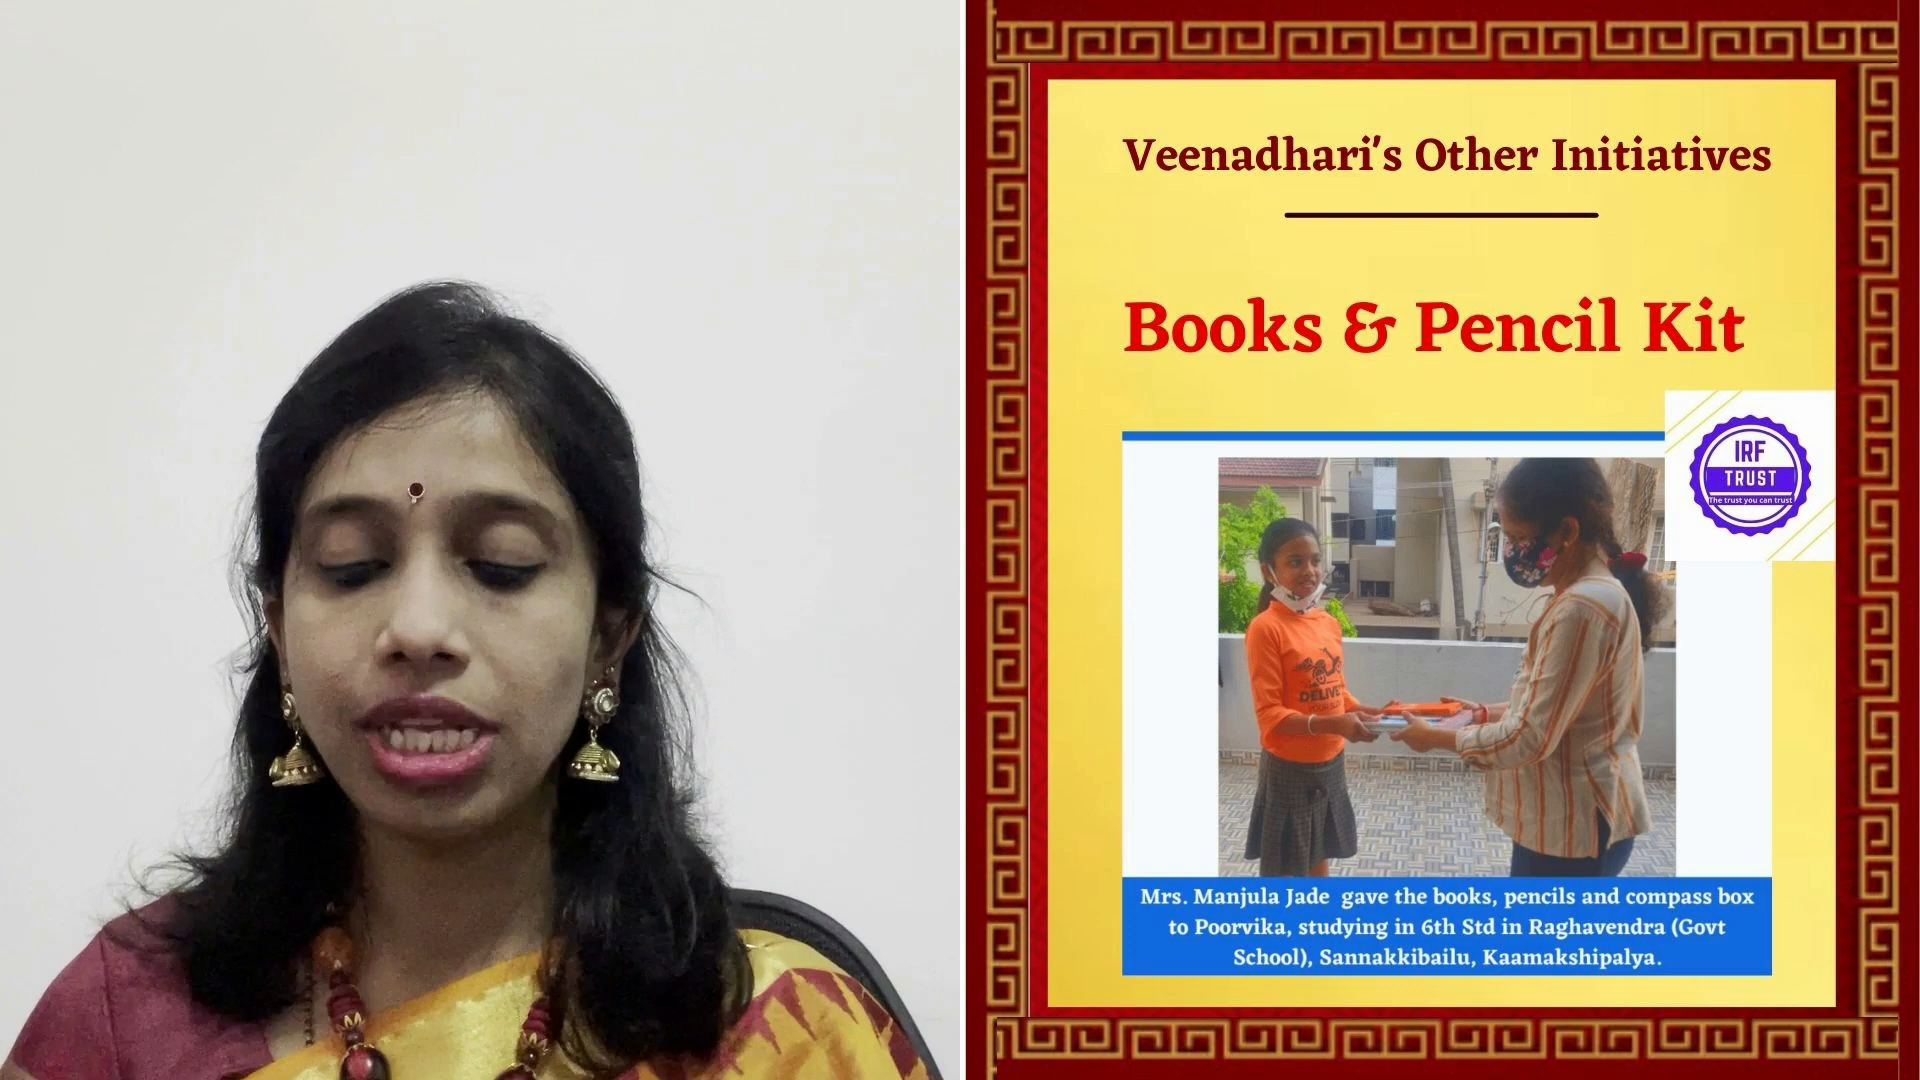 Veenadhari's Other Initiatives
Books & Pencil Kit
IRF
TRUST
The trust you can trust
DELIVE
YOUR
Mrs. Manjula Jade gave the books, pencils and compass box
to Poorvika, studying in 6th Std in Raghavendra (Govt
School), Sannakkibailu, Kaamakshipalya.